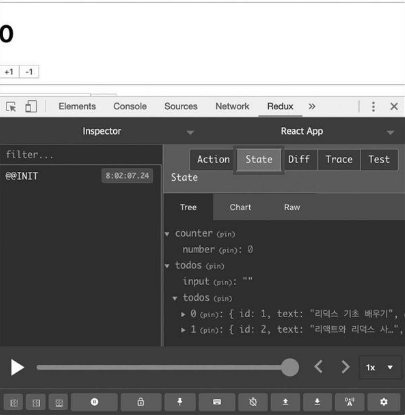 0
+1 -1
Elements Console Sources Network Redux »
Inspector React App
filter...
@@INIT 8:02:07.24
Action State Diff Trace Test
State
Tree Chart Raw
counter (pin)
number (pin): 0
todos (pin)
input (pin): ""
todos (pin)
0 (pin): { id: 1, text: "리덕스 기초 배우기",
1 (pin): { id: 2, text: "리액트와 리덕스 사…",
1x